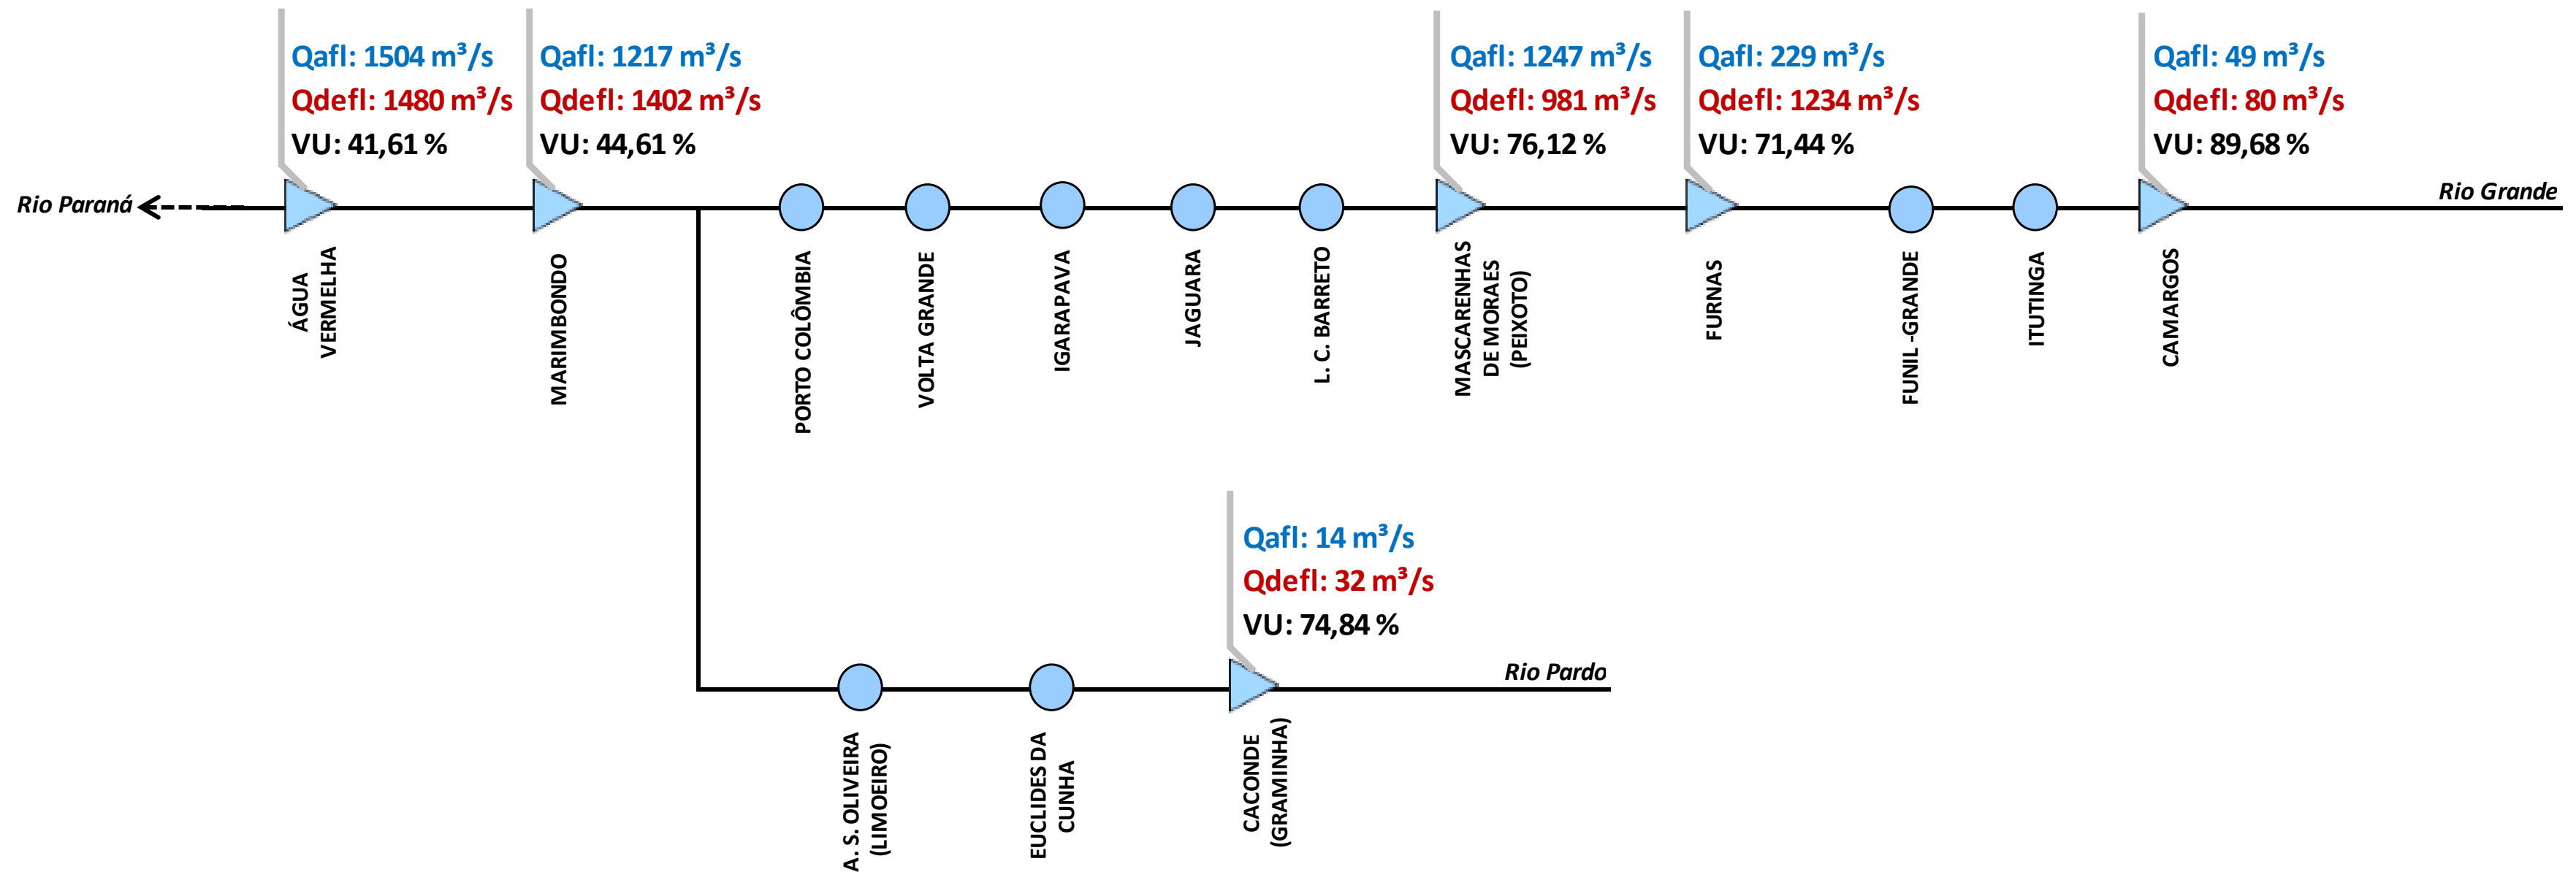 Qafl: 1504 m³/s
Qdefl: 1480 m³/s
VU: 41,61 %
Qafl: 1217 m³/s
Qdefl: 1402 m³/s
VU: 44,61 %
Qafl: 1247 m³/s
Qdefl: 981 m³/s
VU: 76,12 %
Qafl: 229 m³/s
Qdefl: 1234 m³/s
VU: 71,44 %
Qafl: 49 m³/s
Qdefl: 80 m³/s
VU: 89,68 %
Rio Paraná
Rio Grande
ÁGUA
VERMELHA
MARIMBONDO
PORTO COLÔMBIA
VOLTA GRANDE
IGARAPAVA
JAGUARA
L. C. BARRETO
MASCARENHAS
DE MORAES
(PEIXOTO)
FURNAS
FUNIL -GRANDE
ITUTINGA
CAMARGOS
Qafl: 14 m³/s
Qdefl: 32 m³/s
VU: 74,84 %
Rio Pardo
A. S. OLIVEIRA
(LIMOEIRO)
EUCLIDES DA
CUNHA
CACONDE
(GRAMINHA)